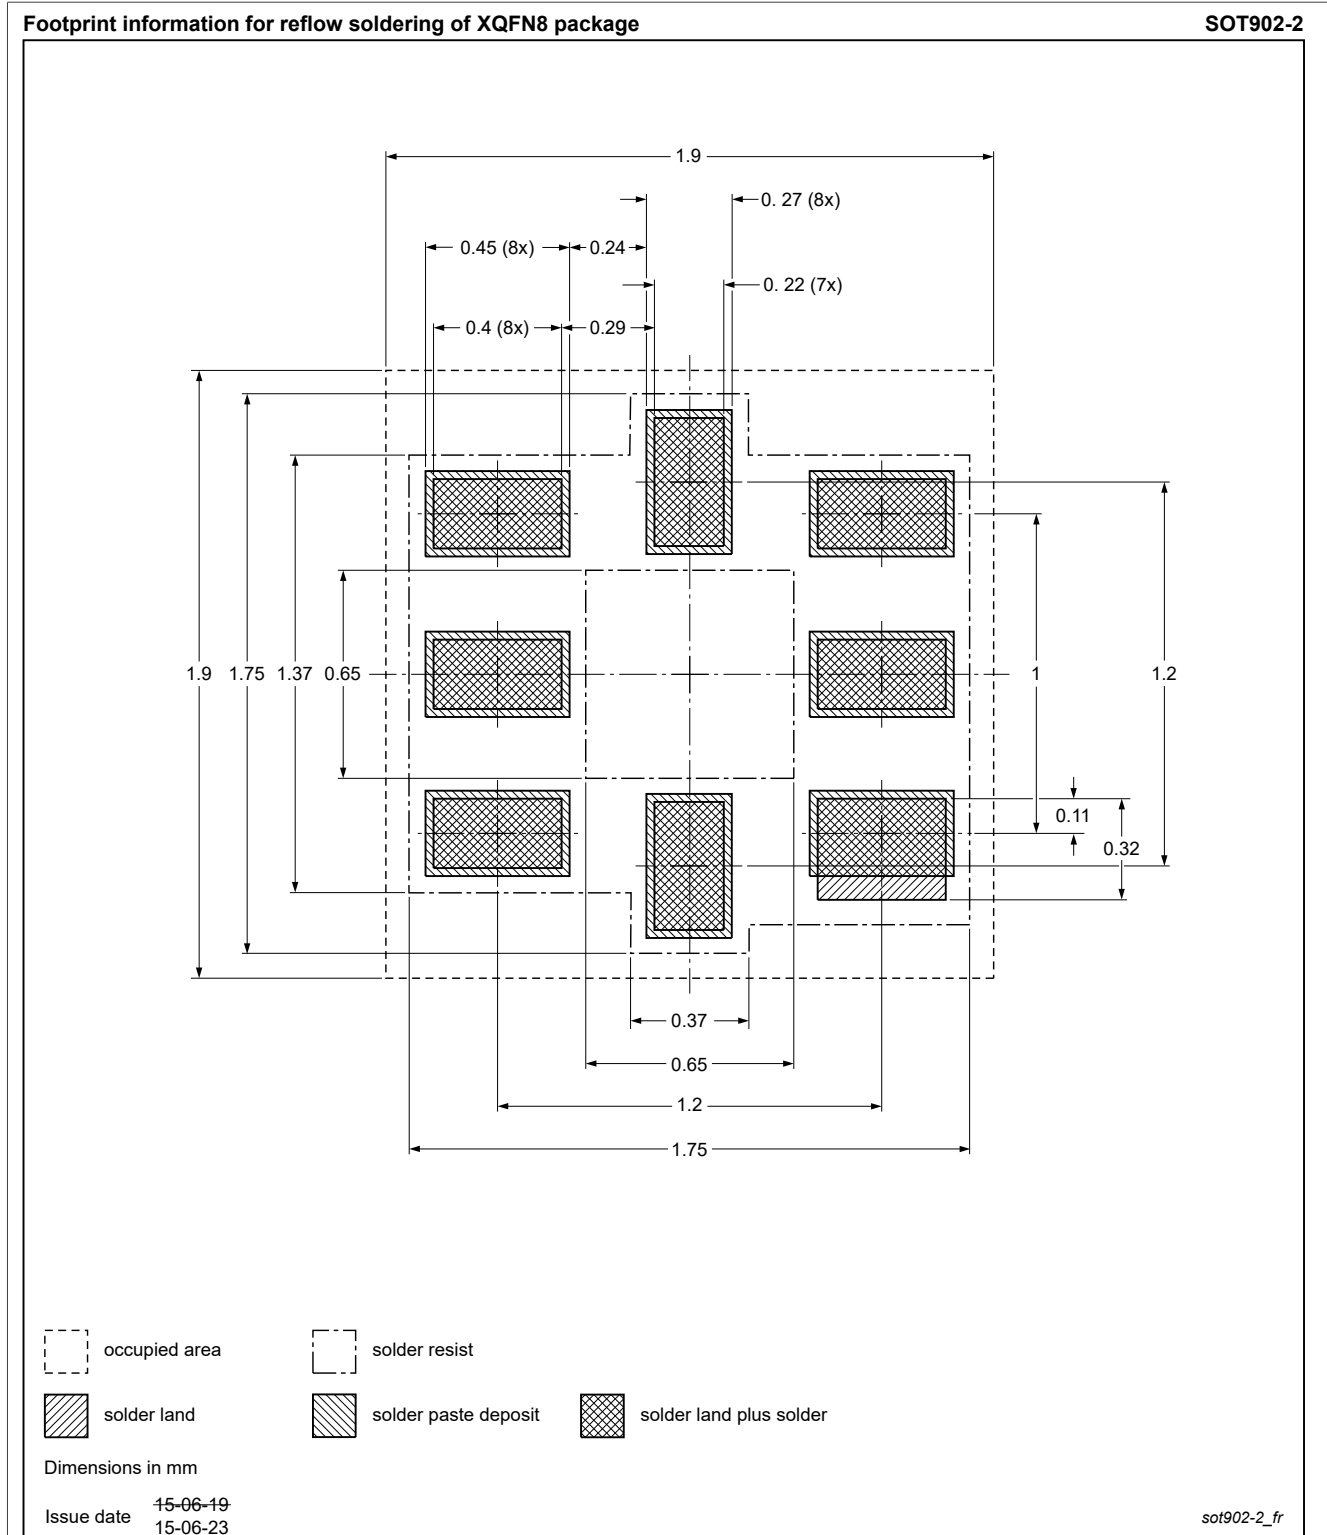 Footprint information for reflow soldering of XQFN8 package SOT902-2
1.9
0. 27 (8x)
0.45 (8x) 0.24
0. 22 (7x)
0.4 (8x) 0.29
1.9 1.75 1.37 0.65 1 1.2
0.11
0.32
0.37
0.65
1.2
1.75
occupied area solder resist
solder land solder paste deposit solder land plus solder
Dimensions in mm
15-06-19
Issue date
15-06-23
sot902-2_fr